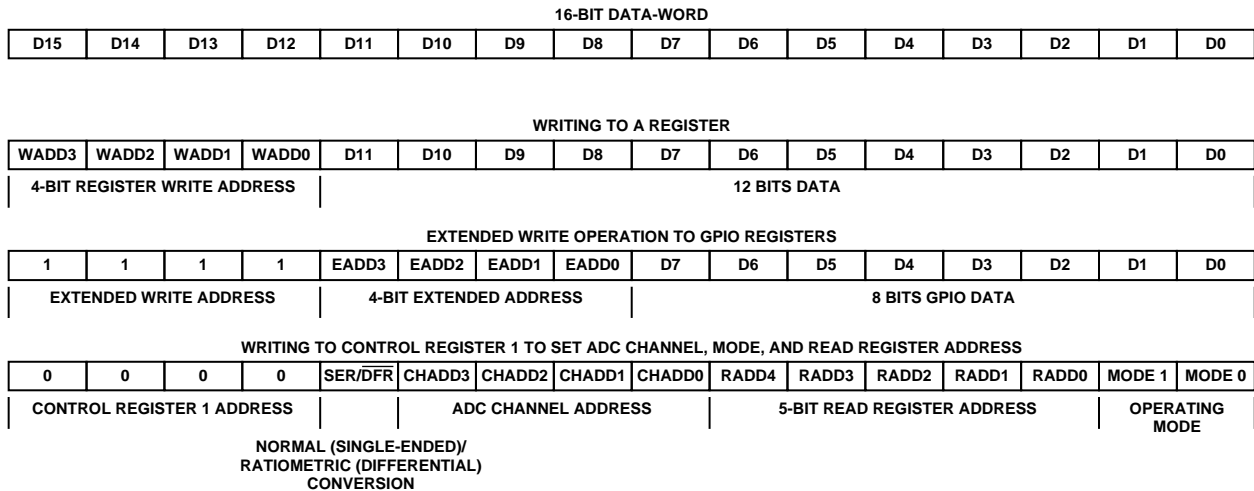 16-BIT DATA-WORD
D15 D14 D13 D12 D11 D10 D9 D8 D7 D6 D5 D4 D3 D2 D1 D0
WRITING TO A REGISTER
WADD3 WADD2 WADD1 WADD0 D11 D10 D9 D8 D7 D6 D5 D4 D3 D2 D1 D0
4-BIT REGISTER WRITE ADDRESS 12 BITS DATA
EXTENDED WRITE OPERATION TO GPIO REGISTERS
1 1 1 1 EADD3 EADD2 EADD1 EADD0 D7 D6 D5 D4 D3 D2 D1 D0
EXTENDED WRITE ADDRESS 4-BIT EXTENDED ADDRESS 8 BITS GPIO DATA
WRITING TO CONTROL REGISTER 1 TO SET ADC CHANNEL, MODE, AND READ REGISTER ADDRESS
0 0 0 0 SER/D̅F̅R̅ CHADD3 CHADD2 CHADD1 CHADD0 RADD4 RADD3 RADD2 RADD1 RADD0 MODE 1 MODE 0
CONTROL REGISTER 1 ADDRESS ADC CHANNEL ADDRESS 5-BIT READ REGISTER ADDRESS OPERATING
MODE
NORMAL (SINGLE-ENDED)/
RATIOMETRIC (DIFFERENTIAL)
CONVERSION